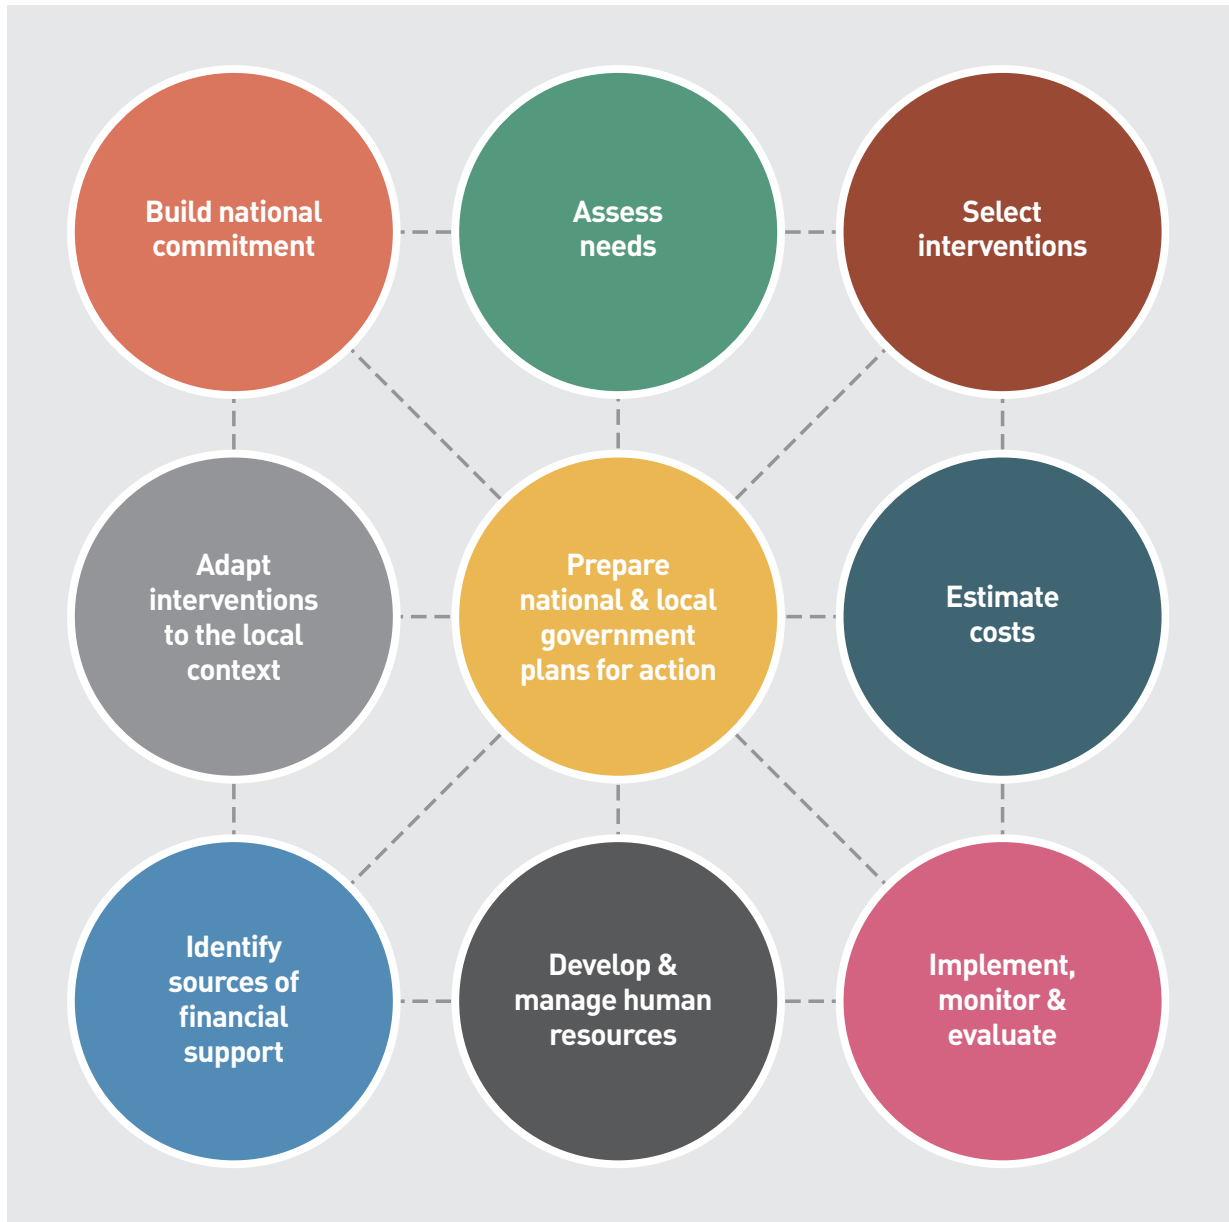 Build national
commitment
Assess
needs
Select
interventions
Adapt
interventions
to the local
context
Prepare
national & local
government
plans for action
Estimate
costs
Identify
sources of
financial
support
Develop &
manage human
resources
Implement,
monitor &
evaluate